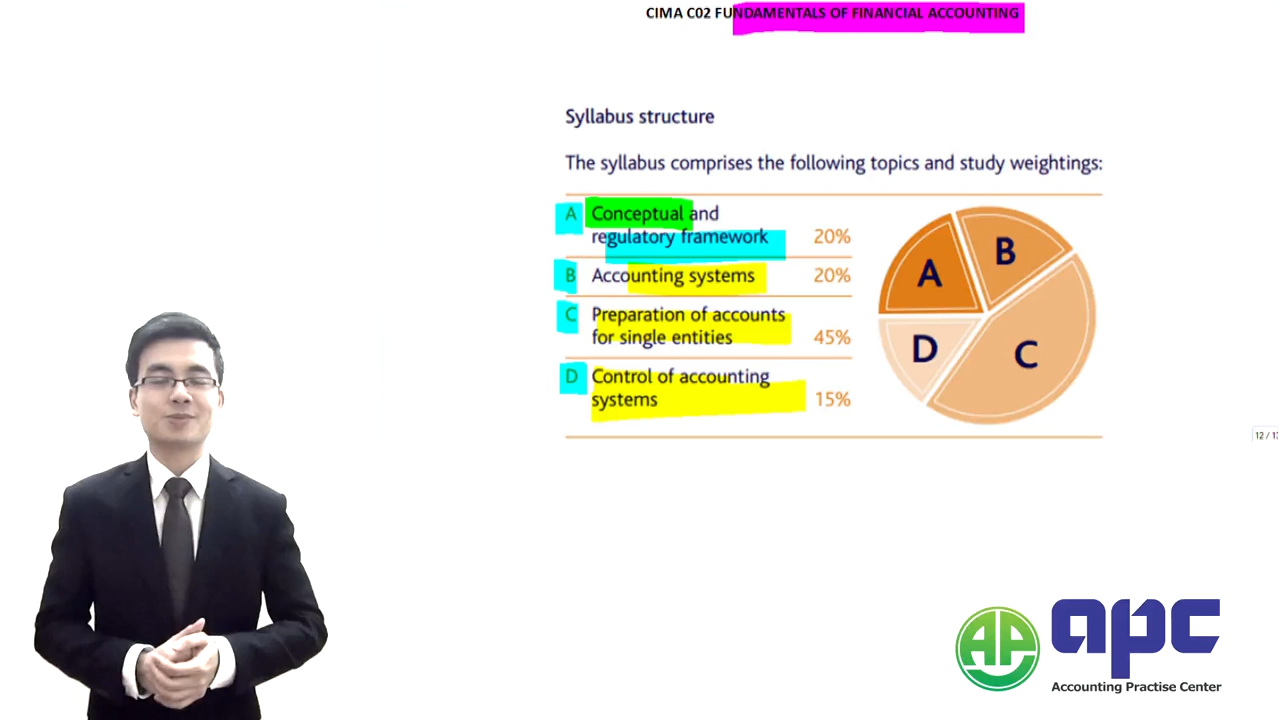 CIMA C02 FUNDAMENTALS OF FINANCIAL ACCOUNTING
Syllabus structure
The syllabus comprises the following topics and study weightings:
A Conceptual and
regulatory framework 20%
B Accounting systems 20%
C Preparation of accounts
for single entities 45%
D Control of accounting
systems 15%
A
B
C
D
12 / 13
AP
apc
Accounting Practise Center